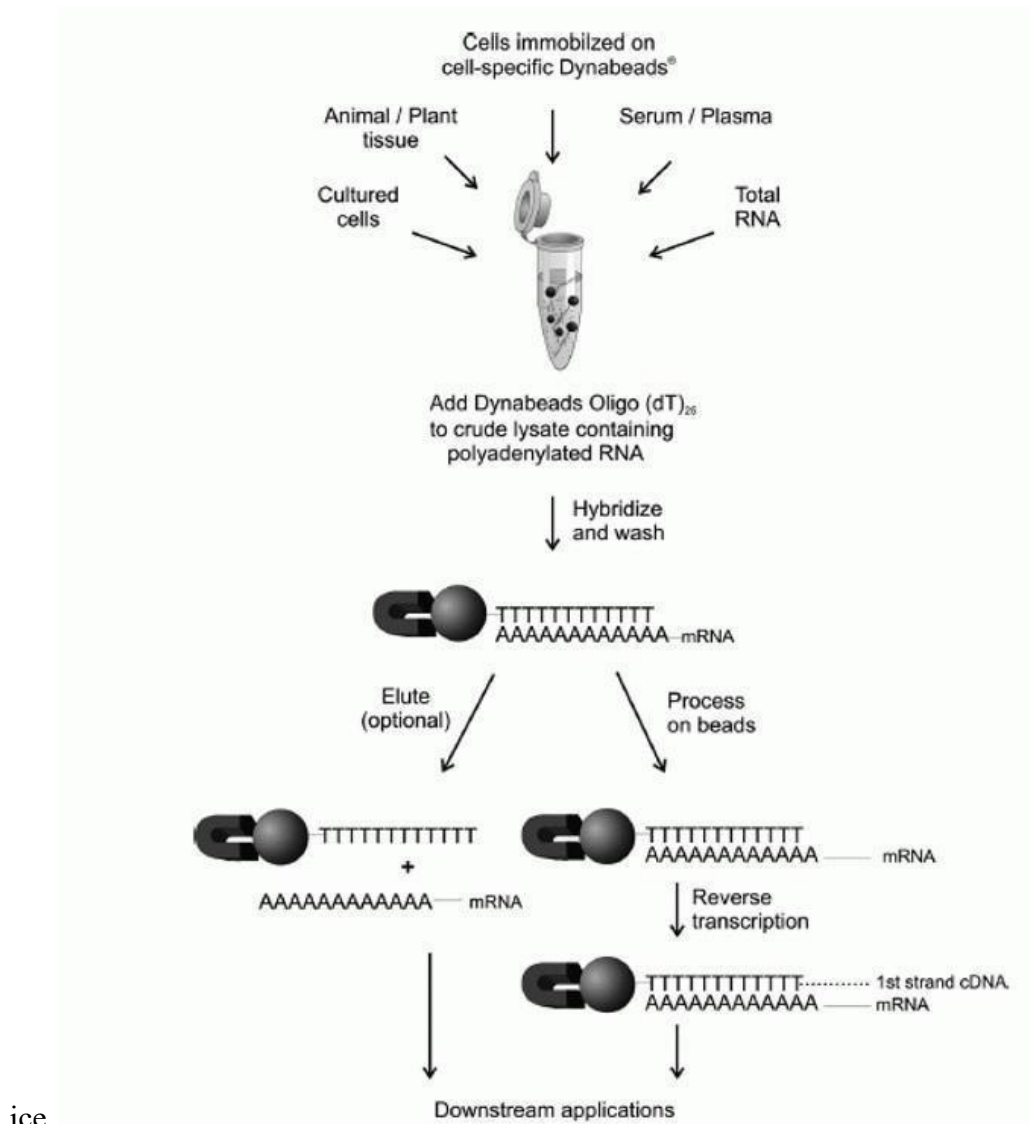 Cells immobilzed on
cell-specific Dynabeads®
Animal / Plant
tissue
Serum / Plasma
Cultured
cells
Total
RNA
Add Dynabeads Oligo (dT)₂₅
to crude lysate containing
polyadenylated RNA
Hybridize
and wash
TTTTTTTTTTTT
AAAAAAAAAAAA mRNA
Elute
(optional)
Process
on beads
TTTTTTTTTTTT
+
AAAAAAAAAAAA mRNA
TTTTTTTTTTTT
AAAAAAAAAAAA mRNA
Reverse
transcription
TTTTTTTTTTTT 1st strand cDNA
AAAAAAAAAAAA mRNA
Downstream applications
ice